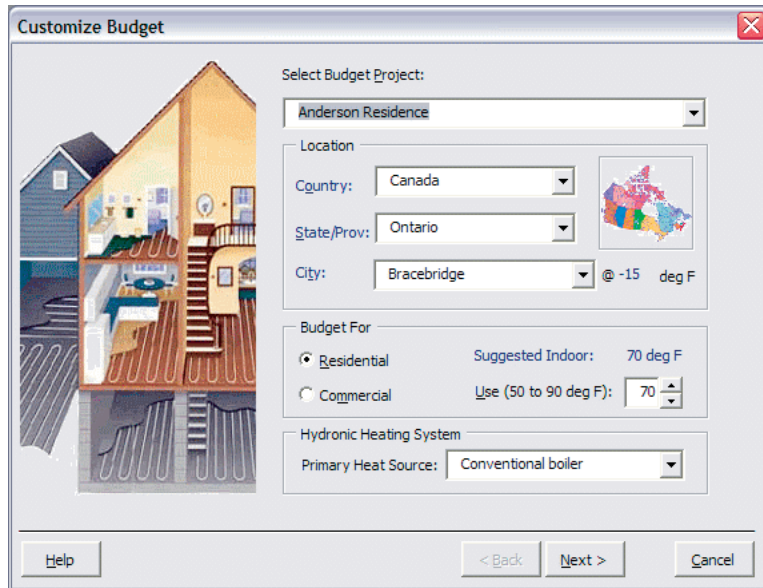 Customize Budget
Select Budget Project:
Anderson Residence
Location
Country: Canada
State/Prov: Ontario
City: Bracebridge @ -15 deg F
Budget For
Residential Suggested Indoor: 70 deg F
Commercial Use (50 to 90 deg F): 70
Hydronic Heating System
Primary Heat Source: Conventional boiler
Help < Back Next > Cancel